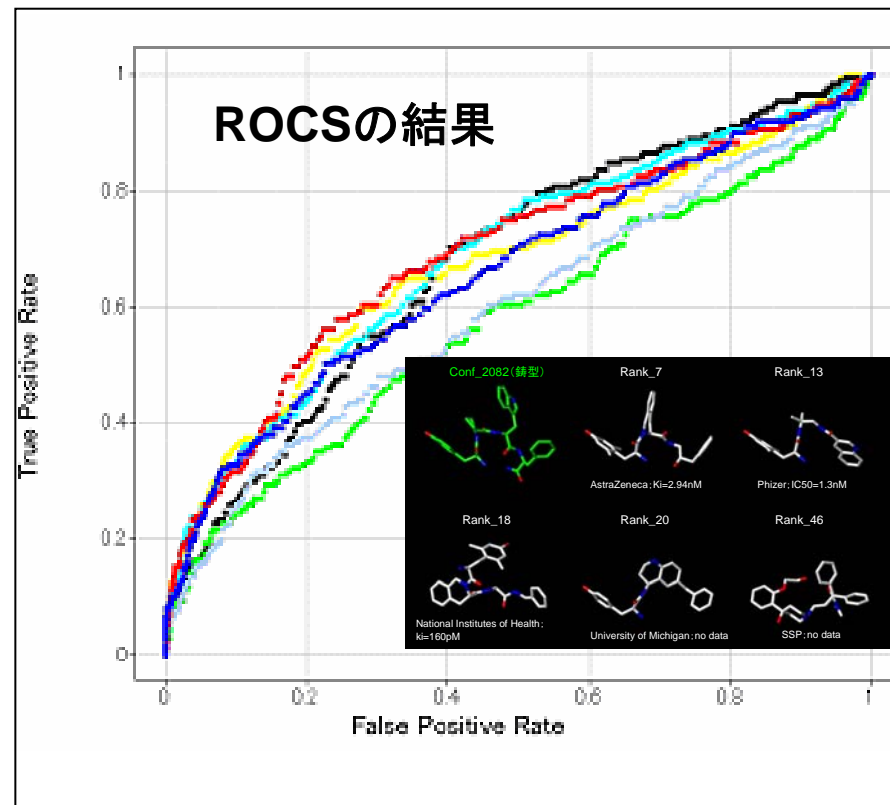 ROCSの結果
True Positive Rate
1
0.8
0.6
0.4
0.2
0
0
0.2
0.4
0.6
0.8
1
False Positive Rate
Conf_2082(鋳型)
Rank_7
Rank_13
AstraZeneca;Ki=2.94nM
Phizer;IC50=1.3nM
Rank_18
Rank_20
Rank_46
National Institutes of Health;
ki=160pM
University of Michigan;no data
SSP;no data